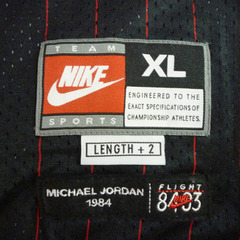 TEAM
NIKE
SPORTS
XL
ENGINEERED TO THE
EXACT SPECIFICATIONS OF
CHAMPIONSHIP ATHLETES.
LENGTH + 2
MICHAEL JORDAN
1984
FLIGHT
8403
NIKE